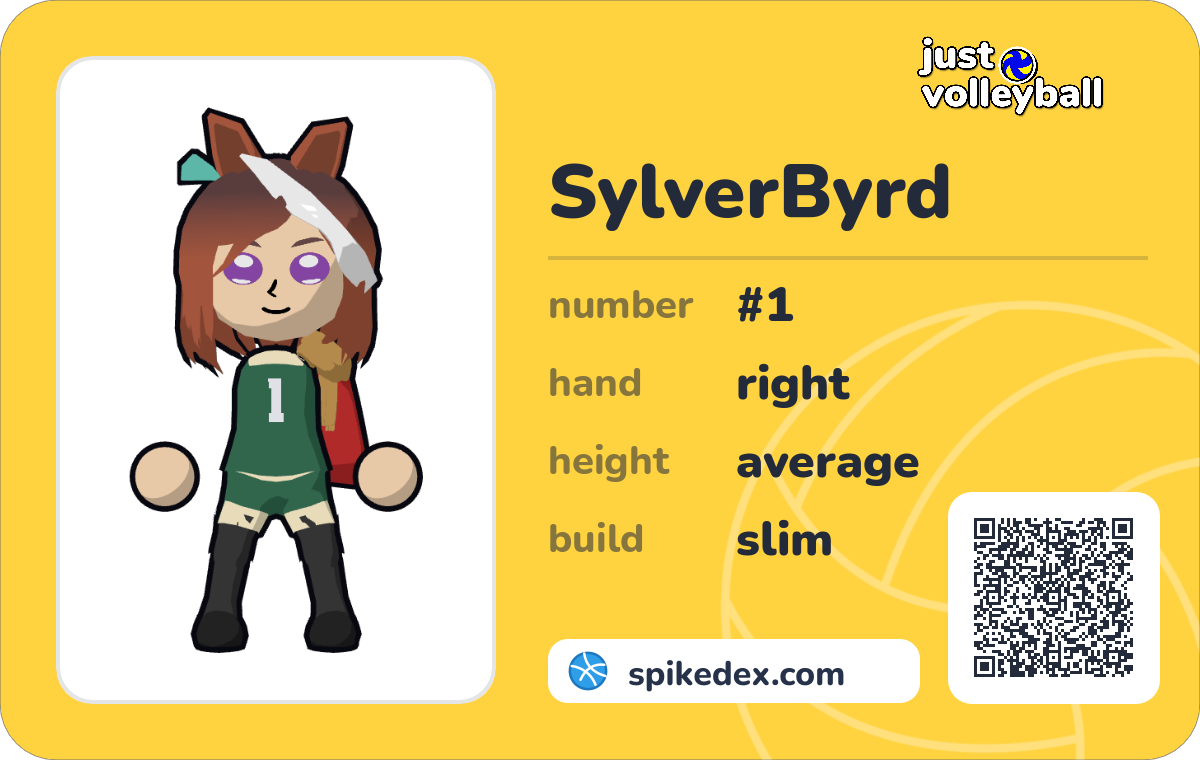 just
volleyball
SylverByrd
number #1
hand right
height average
build slim
spikedex.com
1